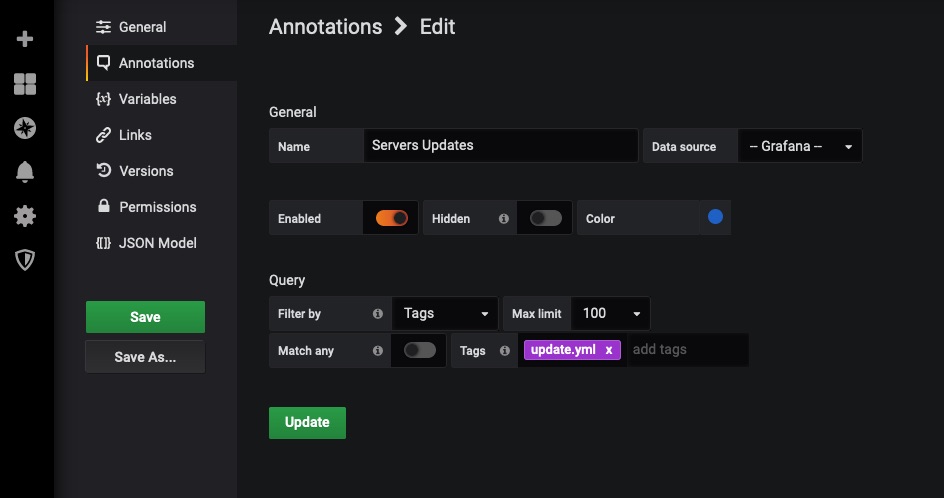 General
Annotations
Variables
Links
Versions
Permissions
JSON Model
Save
Save As...
Annotations > Edit
General
Name Servers Updates Data source -- Grafana --
Enabled Hidden Color
Query
Filter by Tags Max limit 100
Match any Tags update.yml x add tags
Update